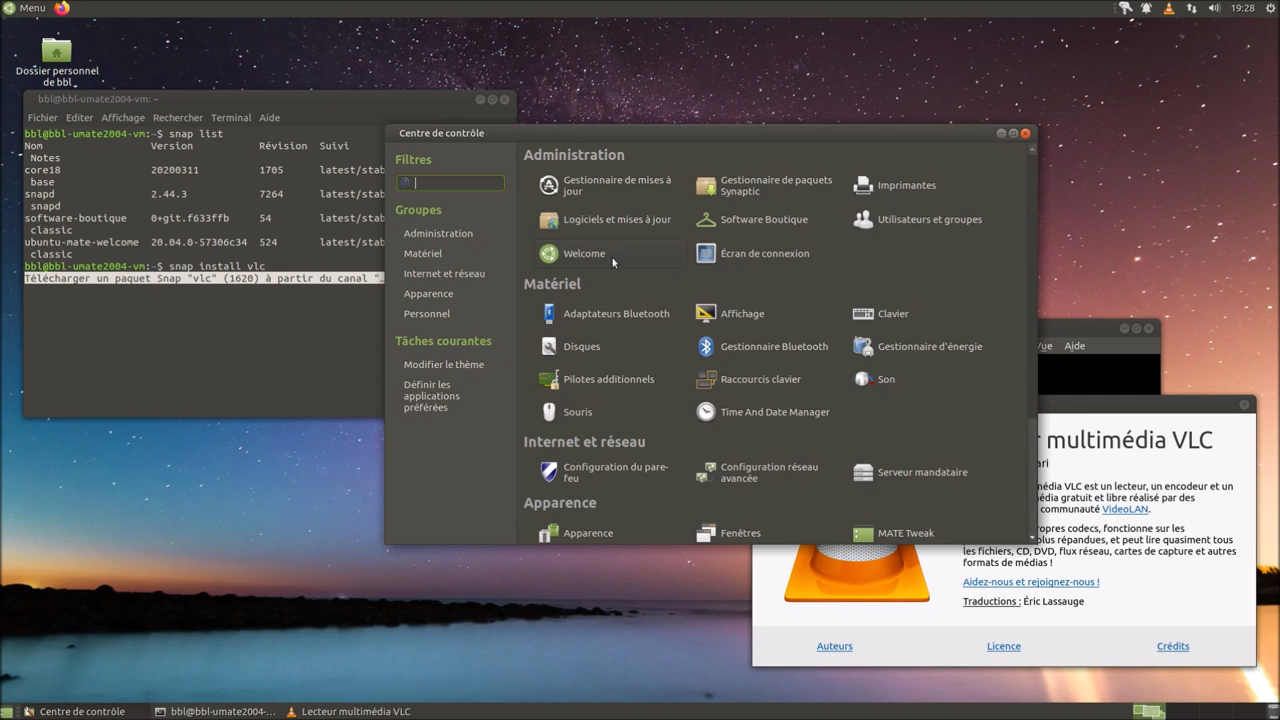 Menu
19:28
Dossier personnel
de bbl
bbl@bbl-umate2004-vm: ~
Fichier Editer Affichage Rechercher Terminal Aide
bbl@bbl-umate2004-vm:~$ snap list
Nom Version Révision Suivi
Notes
core18 20200311 1705 latest/stab
base
snapd 2.44.3 7264 latest/stab
snapd
software-boutique 0+git.f633ffb 54 latest/stab
classic
ubuntu-mate-welcome 20.04.0-57306c34 524 latest/stab
classic
bbl@bbl-umate2004-vm:~$ snap install vlc
Télécharger un paquet Snap "vlc" (1620) à partir du canal "…
Centre de contrôle
Filtres
Groupes
Administration
Matériel
Internet et réseau
Apparence
Personnel
Tâches courantes
Modifier le thème
Définir les
applications
préférées
Administration
Gestionnaire de mises à
jour
Gestionnaire de paquets
Synaptic
Imprimantes
Logiciels et mises à jour
Software Boutique
Utilisateurs et groupes
Welcome
Écran de connexion
Matériel
Adaptateurs Bluetooth
Affichage
Clavier
Disques
Gestionnaire Bluetooth
Gestionnaire d'énergie
Pilotes additionnels
Raccourcis clavier
Son
Souris
Time And Date Manager
Internet et réseau
Configuration du pare-
feu
Configuration réseau
avancée
Serveur mandataire
Apparence
Apparence
Fenêtres
MATE Tweak
Vue Aide
r multimédia VLC
ari
média VLC est un lecteur, un encodeur et un
média gratuit et libre réalisé par des
communauté VideoLAN.
propres codecs, fonctionne sur les
plus répandues, et peut lire quasiment tous
les fichiers, CD, DVD, flux réseau, cartes de capture et autres
formats de médias !
Aidez-nous et rejoignez-nous !
Traductions : Éric Lassauge
Auteurs
Licence
Crédits
Centre de contrôle
bbl@bbl-umate2004-...
Lecteur multimédia VLC